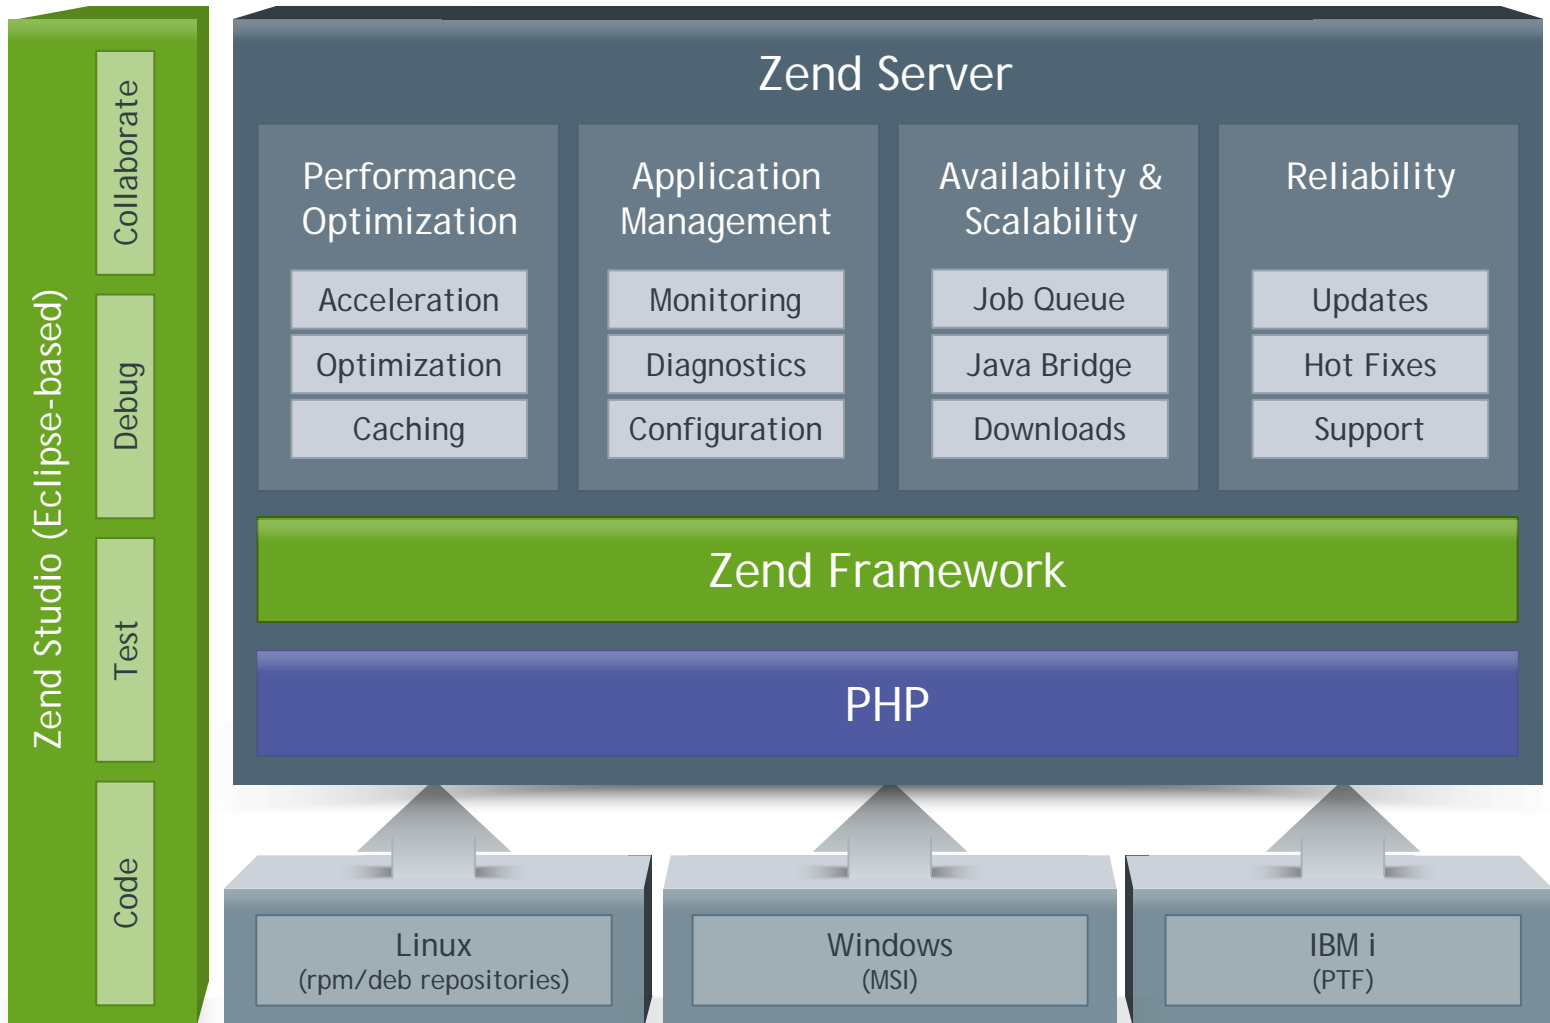 Zend Studio (Eclipse-based)
Collaborate
Debug
Test
Code
Zend Server
Performance
Optimization
Acceleration
Optimization
Caching
Application
Management
Monitoring
Diagnostics
Configuration
Availability &
Scalability
Job Queue
Java Bridge
Downloads
Reliability
Updates
Hot Fixes
Support
Zend Framework
PHP
Linux
(rpm/deb repositories)
Windows
(MSI)
IBM i
(PTF)